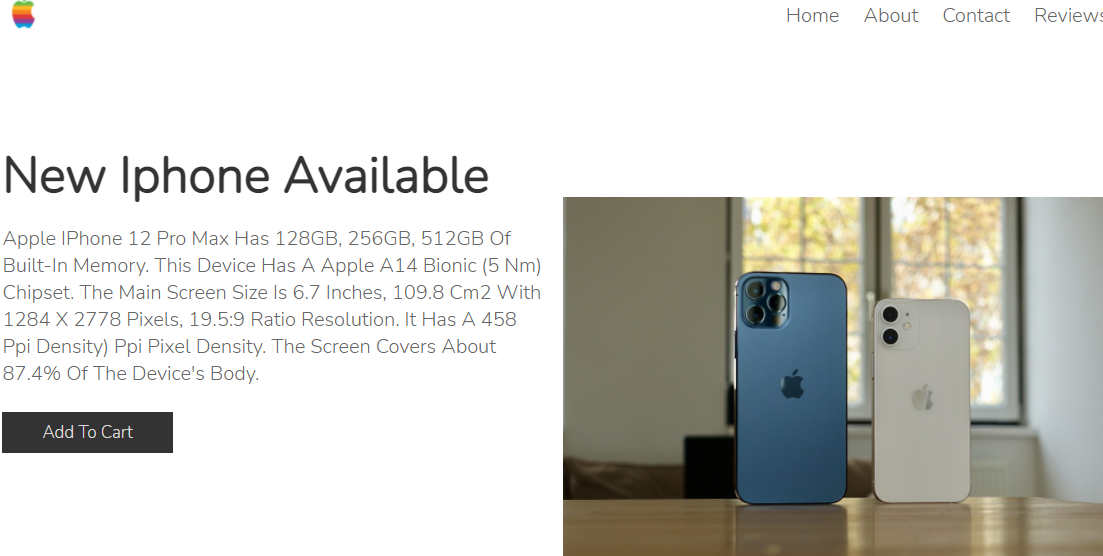 Home About Contact Reviews
New Iphone Available
Apple IPhone 12 Pro Max Has 128GB, 256GB, 512GB Of
Built-In Memory. This Device Has A Apple A14 Bionic (5 Nm)
Chipset. The Main Screen Size Is 6.7 Inches, 109.8 Cm2 With
1284 X 2778 Pixels, 19.5:9 Ratio Resolution. It Has A 458
Ppi Density) Ppi Pixel Density. The Screen Covers About
87.4% Of The Device's Body.
Add To Cart